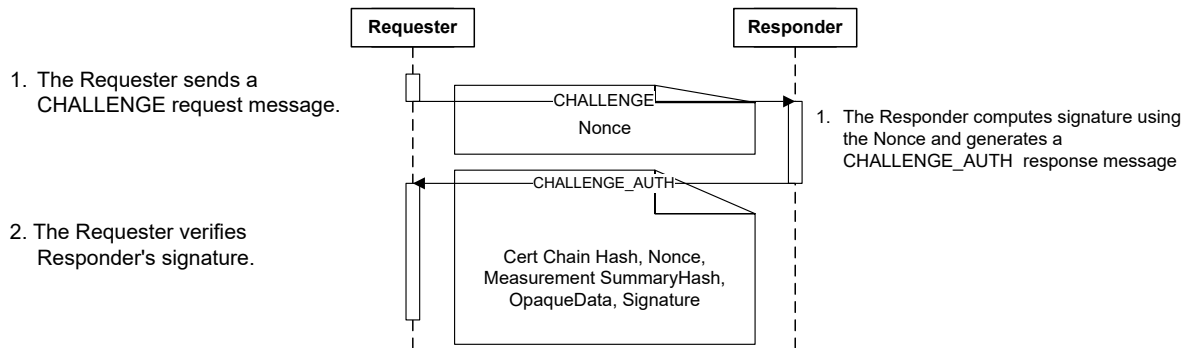 Requester
Responder
1. The Requester sends a
CHALLENGE request message.
CHALLENGE
Nonce
1. The Responder computes signature using
the Nonce and generates a
CHALLENGE_AUTH response message
CHALLENGE_AUTH
2. The Requester verifies
Responder's signature.
Cert Chain Hash, Nonce,
Measurement SummaryHash,
OpaqueData, Signature